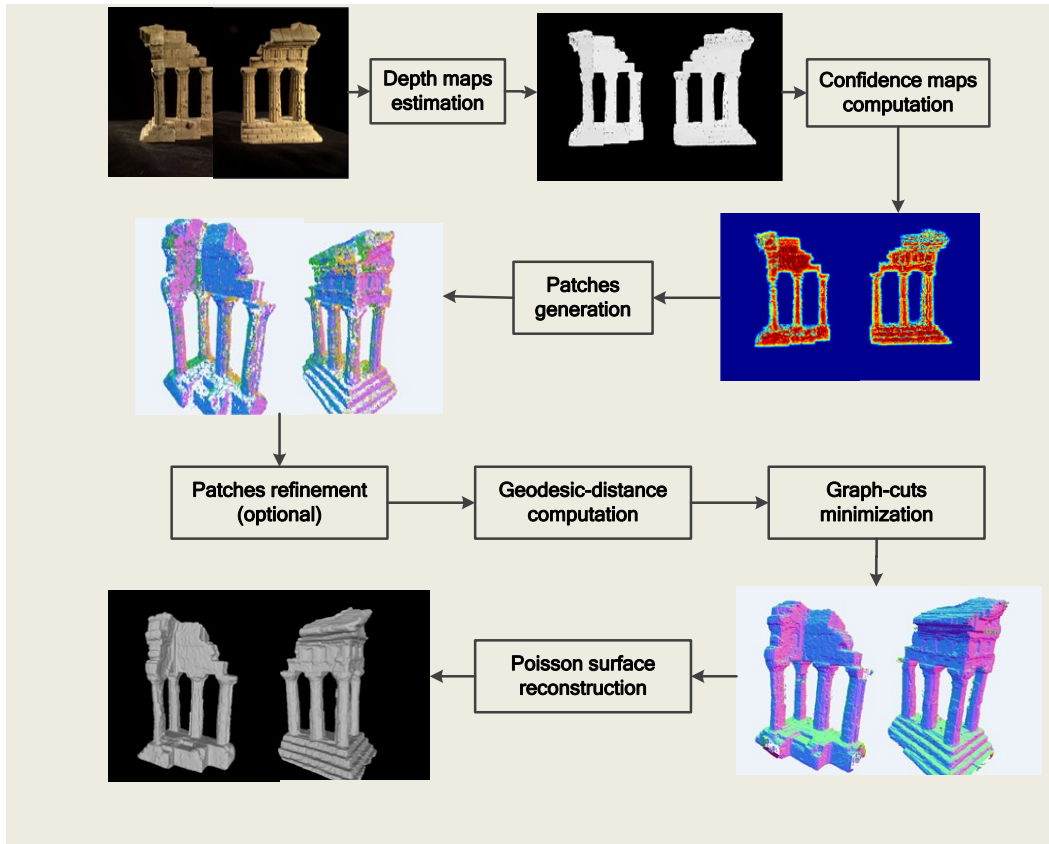 Depth maps
estimation
Confidence maps
computation
Patches
generation
Patches refinement
(optional)
Geodesic-distance
computation
Graph-cuts
minimization
Poisson surface
reconstruction